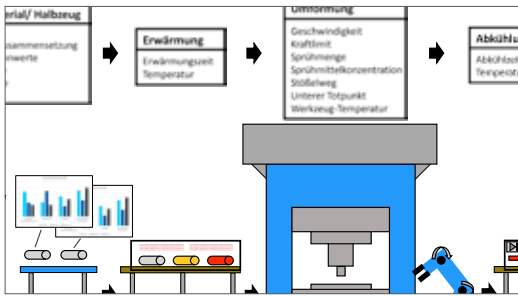 erial/ Halbzeug
sammensetzung
nwerte
Erwärmung
Erwärmungszeit
Temperatur
Umformung
Geschwindigkeit
Kraftlimit
Sprühmenge
Sprühmittelkonzentration
Stößelweg
Unterer Totpunkt
Werkzeug-Temperatur
Abkühlu
Abkühlzei
Temperatu